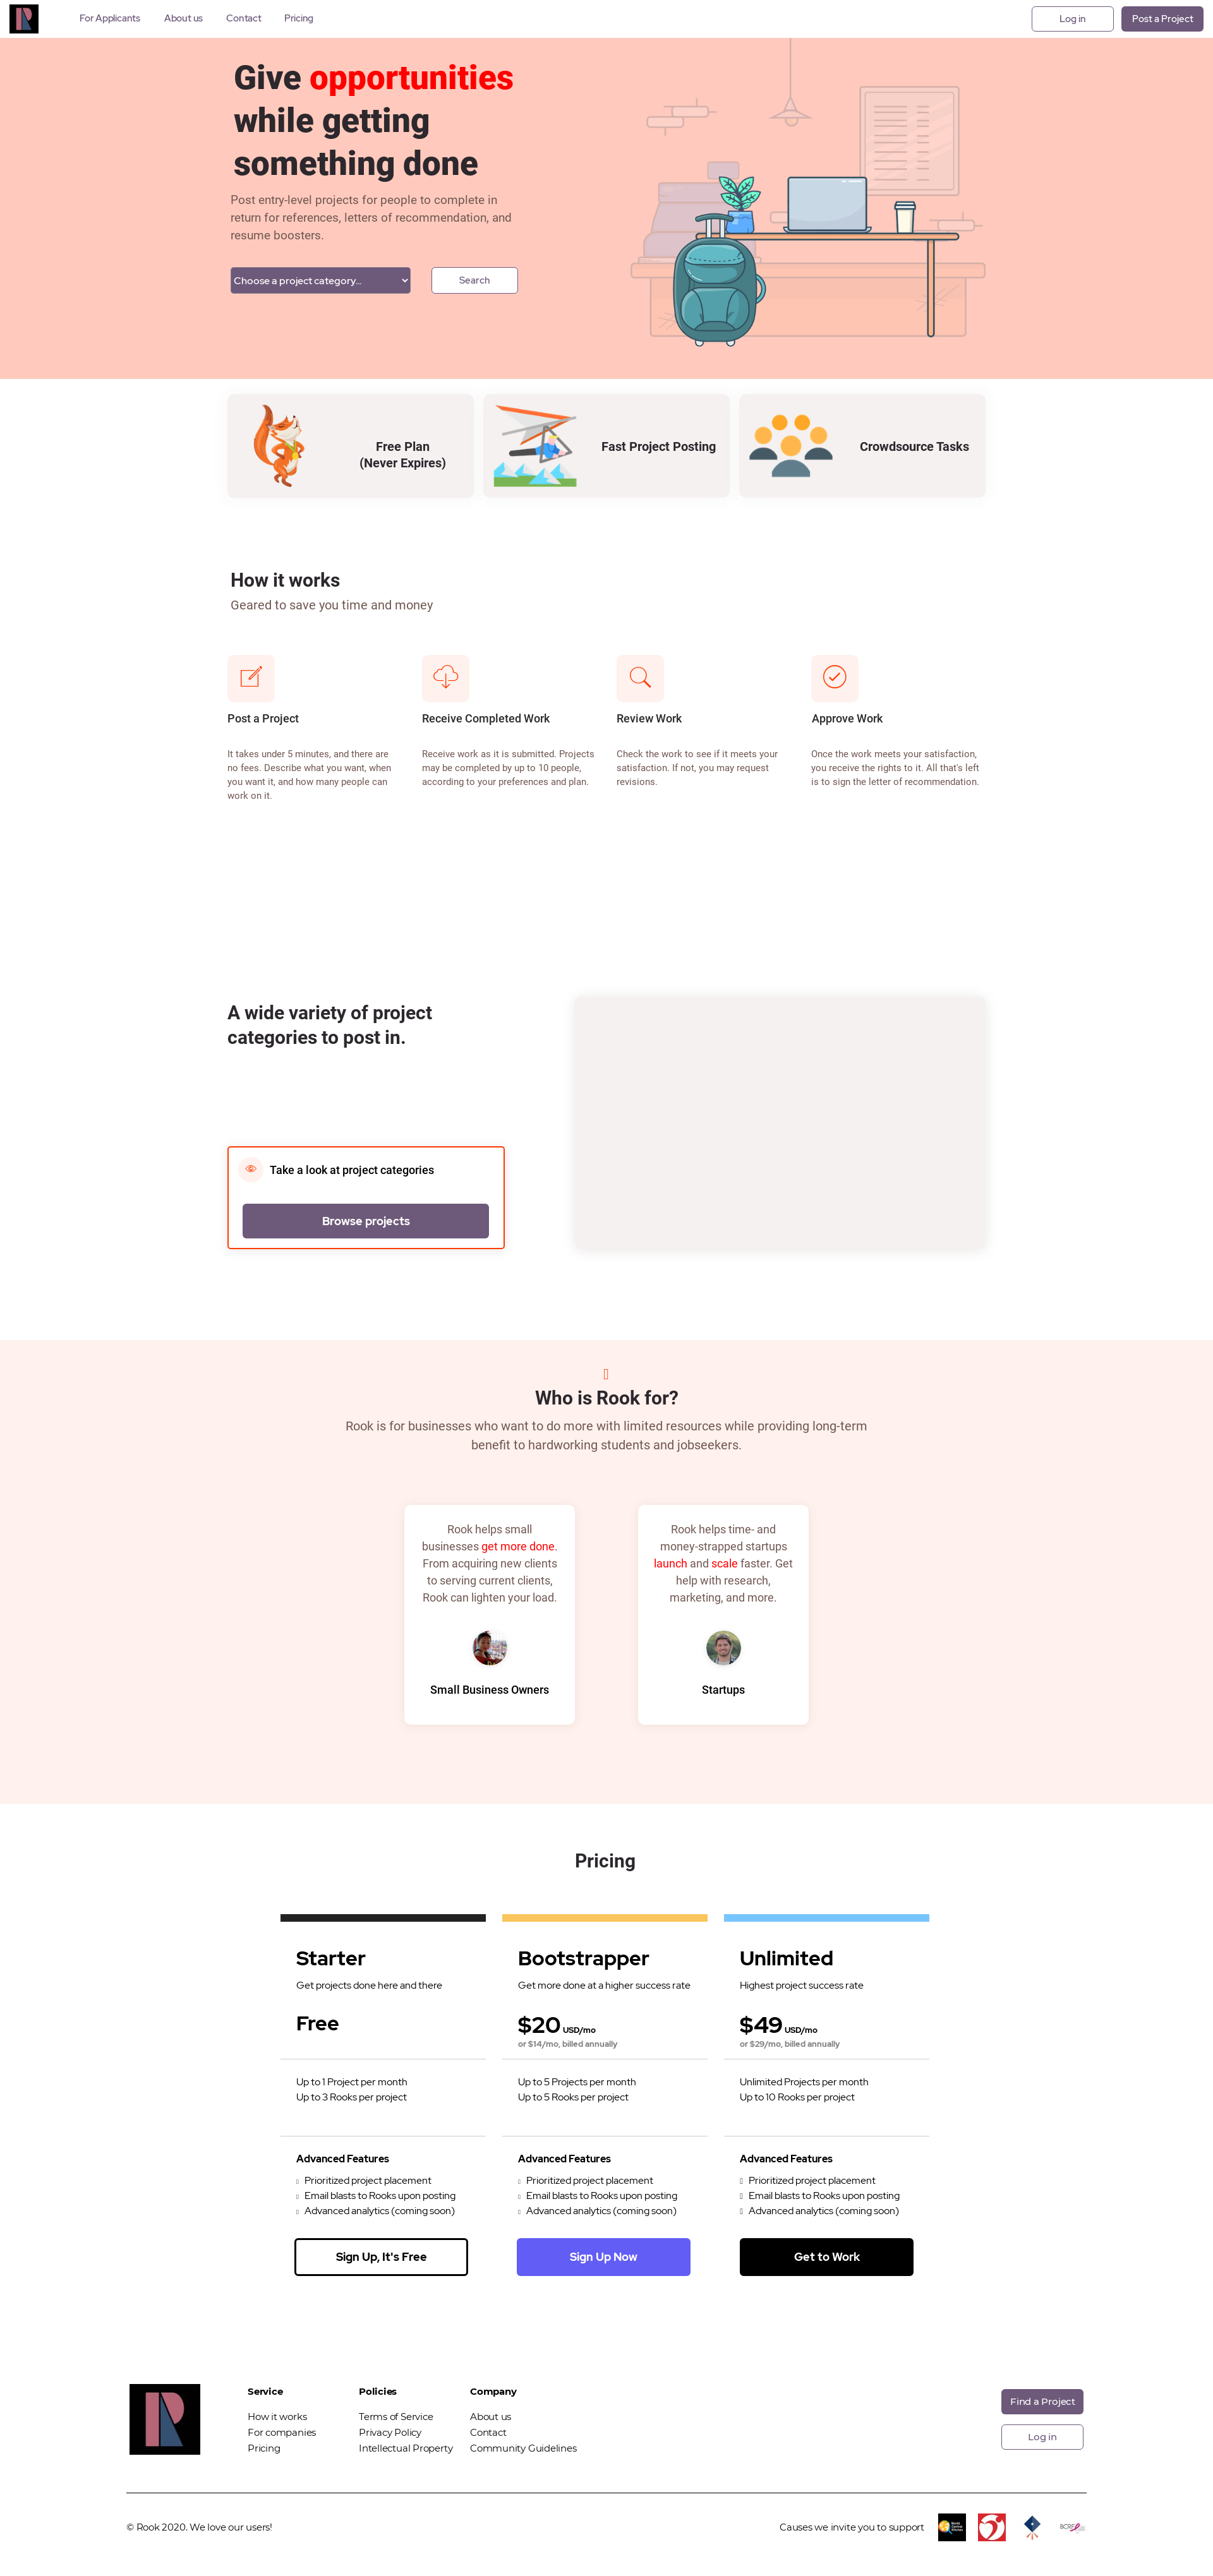 For Applicants
About us
Contact
Pricing
Log in
Post a Project
Give opportunities
while getting
something done
Post entry-level projects for people to complete in
return for references, letters of recommendation, and
resume boosters.
Choose a project category...
Search
Free Plan
(Never Expires)
Fast Project Posting
Crowdsource Tasks
How it works
Geared to save you time and money
Post a Project
It takes under 5 minutes, and there are
no fees. Describe what you want, when
you want it, and how many people can
work on it.
Receive Completed Work
Receive work as it is submitted. Projects
may be completed by up to 10 people,
according to your preferences and plan.
Review Work
Check the work to see if it meets your
satisfaction. If not, you may request
revisions.
Approve Work
Once the work meets your satisfaction,
you receive the rights to it. All that's left
is to sign the letter of recommendation.
A wide variety of project
categories to post in.
Take a look at project categories
Browse projects
Who is Rook for?
Rook is for businesses who want to do more with limited resources while providing long-term
benefit to hardworking students and jobseekers.
Rook helps small
businesses get more done.
From acquiring new clients
to serving current clients,
Rook can lighten your load.
Small Business Owners
Rook helps time- and
money-strapped startups
launch and scale faster. Get
help with research,
marketing, and more.
Startups
Pricing
Starter
Get projects done here and there
Free
Up to 1 Project per month
Up to 3 Rooks per project
Advanced Features
Prioritized project placement
Email blasts to Rooks upon posting
Advanced analytics (coming soon)
Sign Up, It's Free
Bootstrapper
Get more done at a higher success rate
$20 USD/mo
or $14/mo, billed annually
Up to 5 Projects per month
Up to 5 Rooks per project
Advanced Features
Prioritized project placement
Email blasts to Rooks upon posting
Advanced analytics (coming soon)
Sign Up Now
Unlimited
Highest project success rate
$49 USD/mo
or $29/mo, billed annually
Unlimited Projects per month
Up to 10 Rooks per project
Advanced Features
Prioritized project placement
Email blasts to Rooks upon posting
Advanced analytics (coming soon)
Get to Work
Service
How it works
For companies
Pricing
Policies
Terms of Service
Privacy Policy
Intellectual Property
Company
About us
Contact
Community Guidelines
Find a Project
Log in
© Rook 2020. We love our users!
Causes we invite you to support
World
Central
Kitchen
BCRF